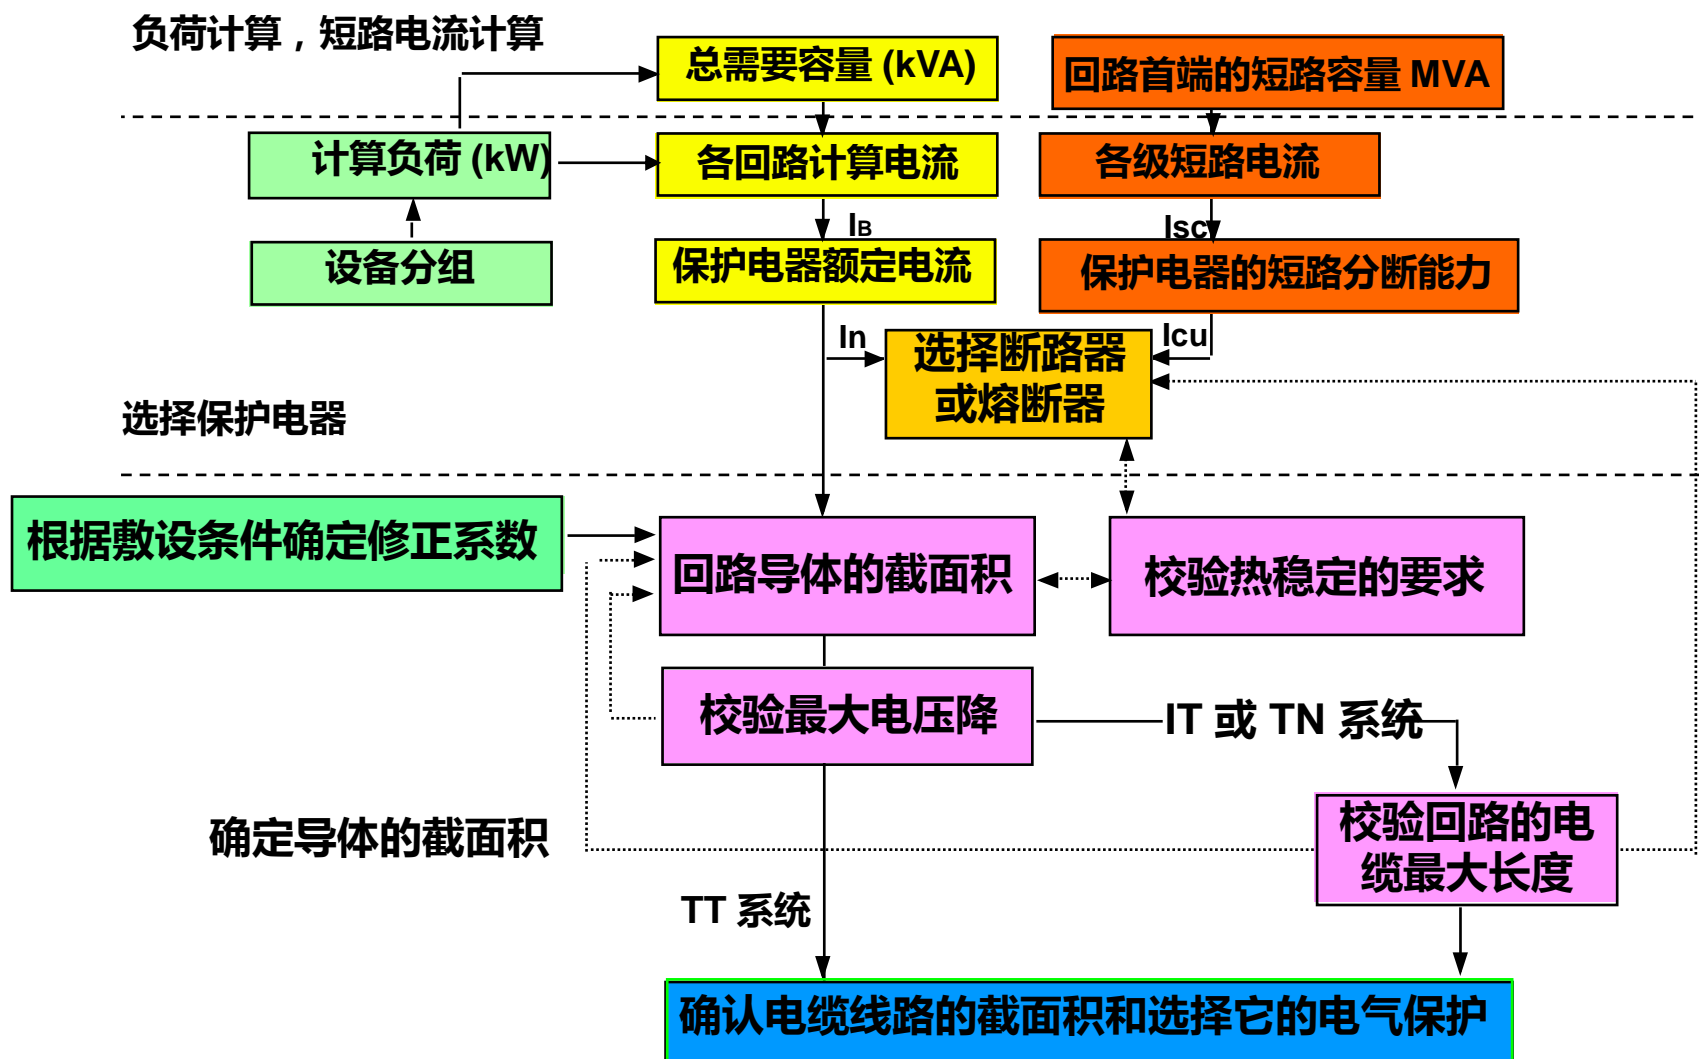 负荷计算，短路电流计算
总需要容量 (kVA)
回路首端的短路容量 MVA
计算负荷 (kW)
各回路计算电流
各级短路电流
IB
Isc
设备分组
保护电器额定电流
保护电器的短路分断能力
In
Icu
选择断路器
或熔断器
选择保护电器
根据敷设条件确定修正系数
回路导体的截面积
校验热稳定的要求
校验最大电压降
IT 或 TN 系统
确定导体的截面积
校验回路的电
缆最大长度
TT 系统
确认电缆线路的截面积和选择它的电气保护